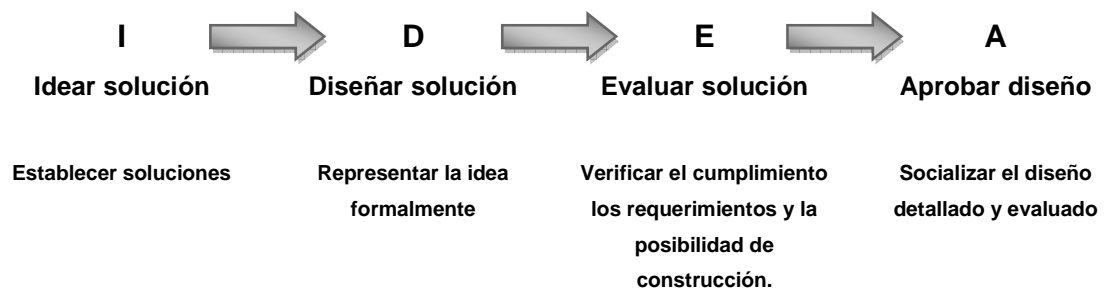 I D E A
Idear solución Diseñar solución Evaluar solución Aprobar diseño
Establecer soluciones
Representar la idea
formalmente
Verificar el cumplimiento
los requerimientos y la
posibilidad de
construcción.
Socializar el diseño
detallado y evaluado